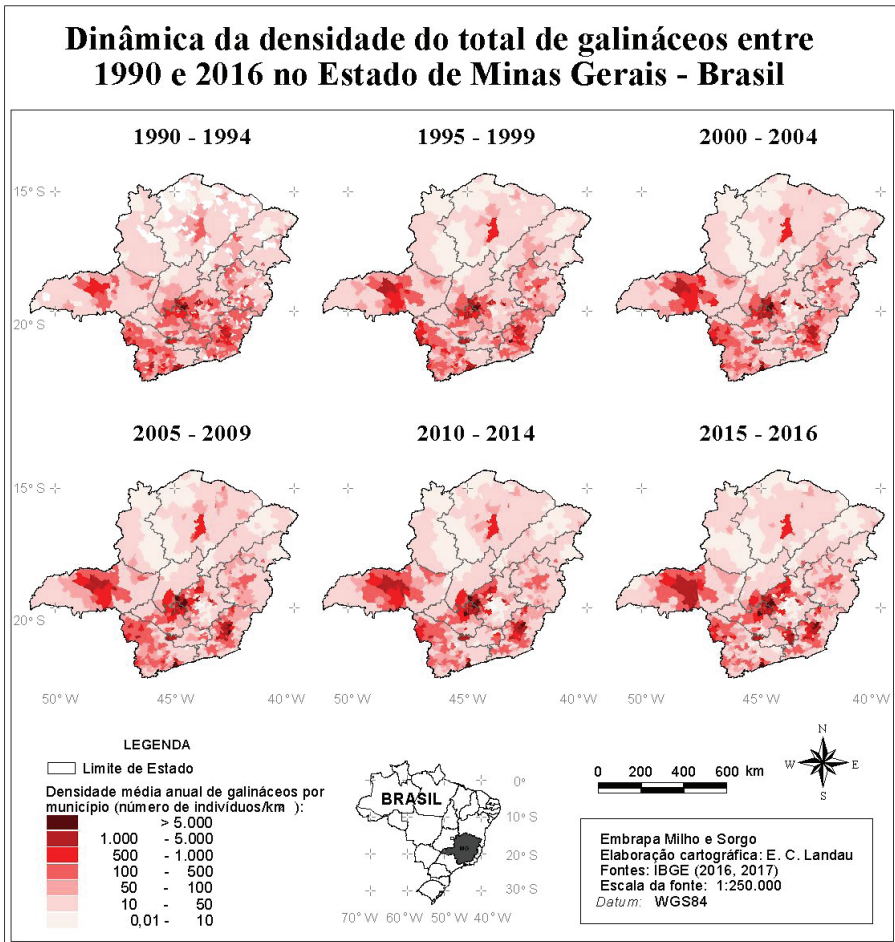 Dinâmica da densidade do total de galináceos entre
1990 e 2016 no Estado de Minas Gerais - Brasil
1990 - 1994
1995 - 1999
2000 - 2004
15° S
20° S
2005 - 2009
2010 - 2014
2015 - 2016
15° S
20° S
50° W 45° W 40° W 50° W 45° W 40° W 50° W 45° W 40° W
LEGENDA
Limite de Estado
Densidade média anual de galináceos por
município (número de indivíduos/km ):
> 5.000
1.000 - 5.000
500 - 1.000
100 - 500
50 - 100
10 - 50
0,01 - 10
BRASIL
MG
0°
10° S
20° S
30° S
70° W 60° W 50° W 40° W
0 200 400 600 km
N
W E
S
Embrapa Milho e Sorgo
Elaboração cartográfica: E. C. Landau
Fontes: IBGE (2016, 2017)
Escala da fonte: 1:250.000
Datum: WGS84